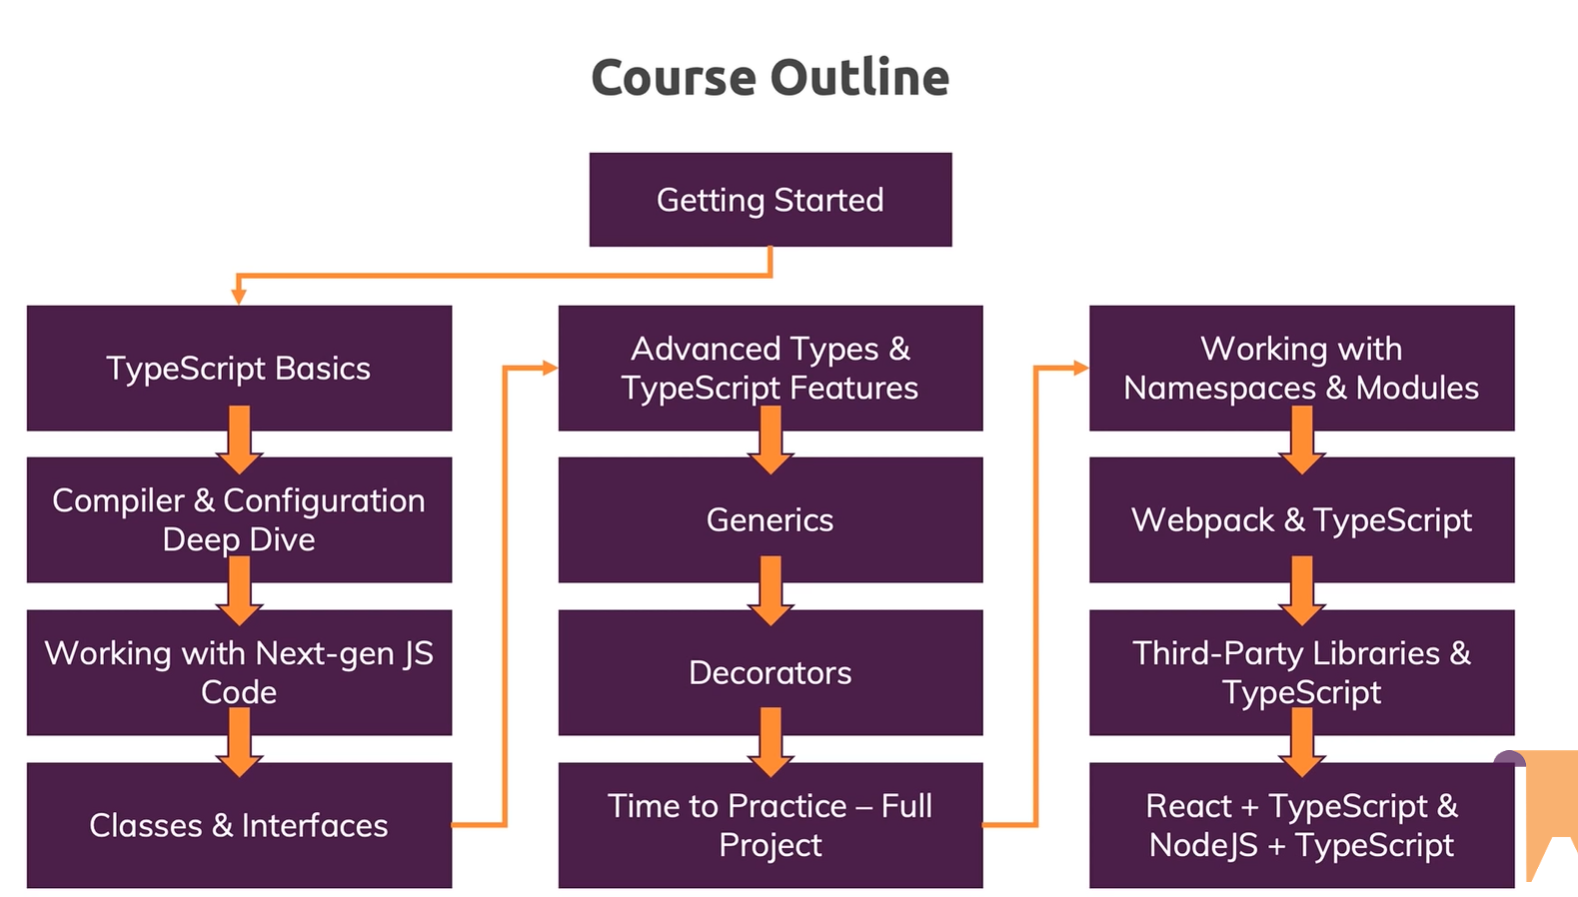 Course Outline
Getting Started
TypeScript Basics
Compiler & Configuration
Deep Dive
Working with Next-gen JS
Code
Classes & Interfaces
Advanced Types &
TypeScript Features
Generics
Decorators
Time to Practice – Full
Project
Working with
Namespaces & Modules
Webpack & TypeScript
Third-Party Libraries &
TypeScript
React + TypeScript &
NodeJS + TypeScript